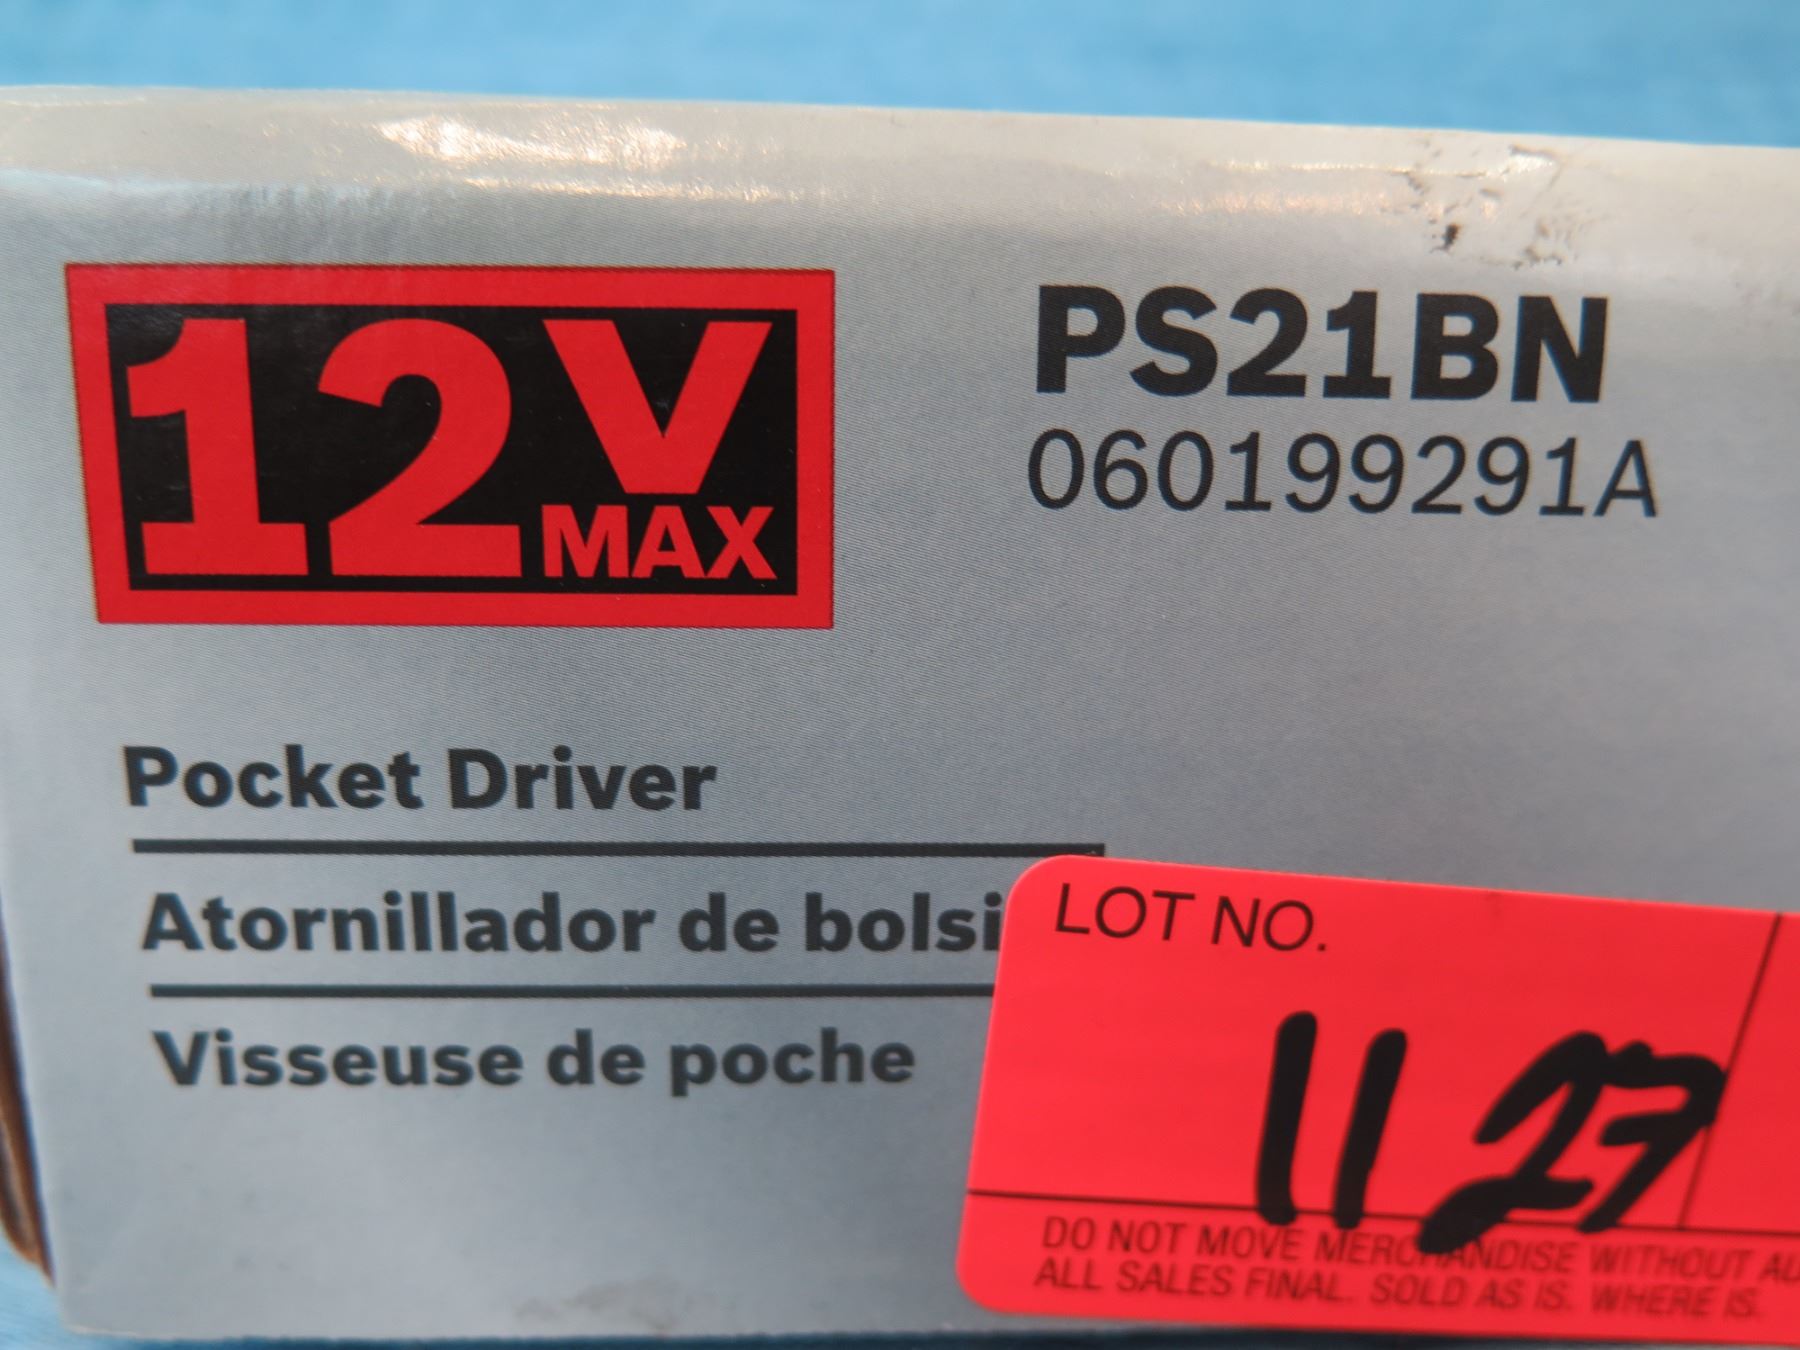 12V
MAX
PS21BN
060199291A
Pocket Driver
Atornillador de bolsi
Visseuse de poche
LOT NO.
1127
DO NOT MOVE MERCHANDISE WITHOUT AU
ALL SALES FINAL. SOLD AS IS. WHERE IS.